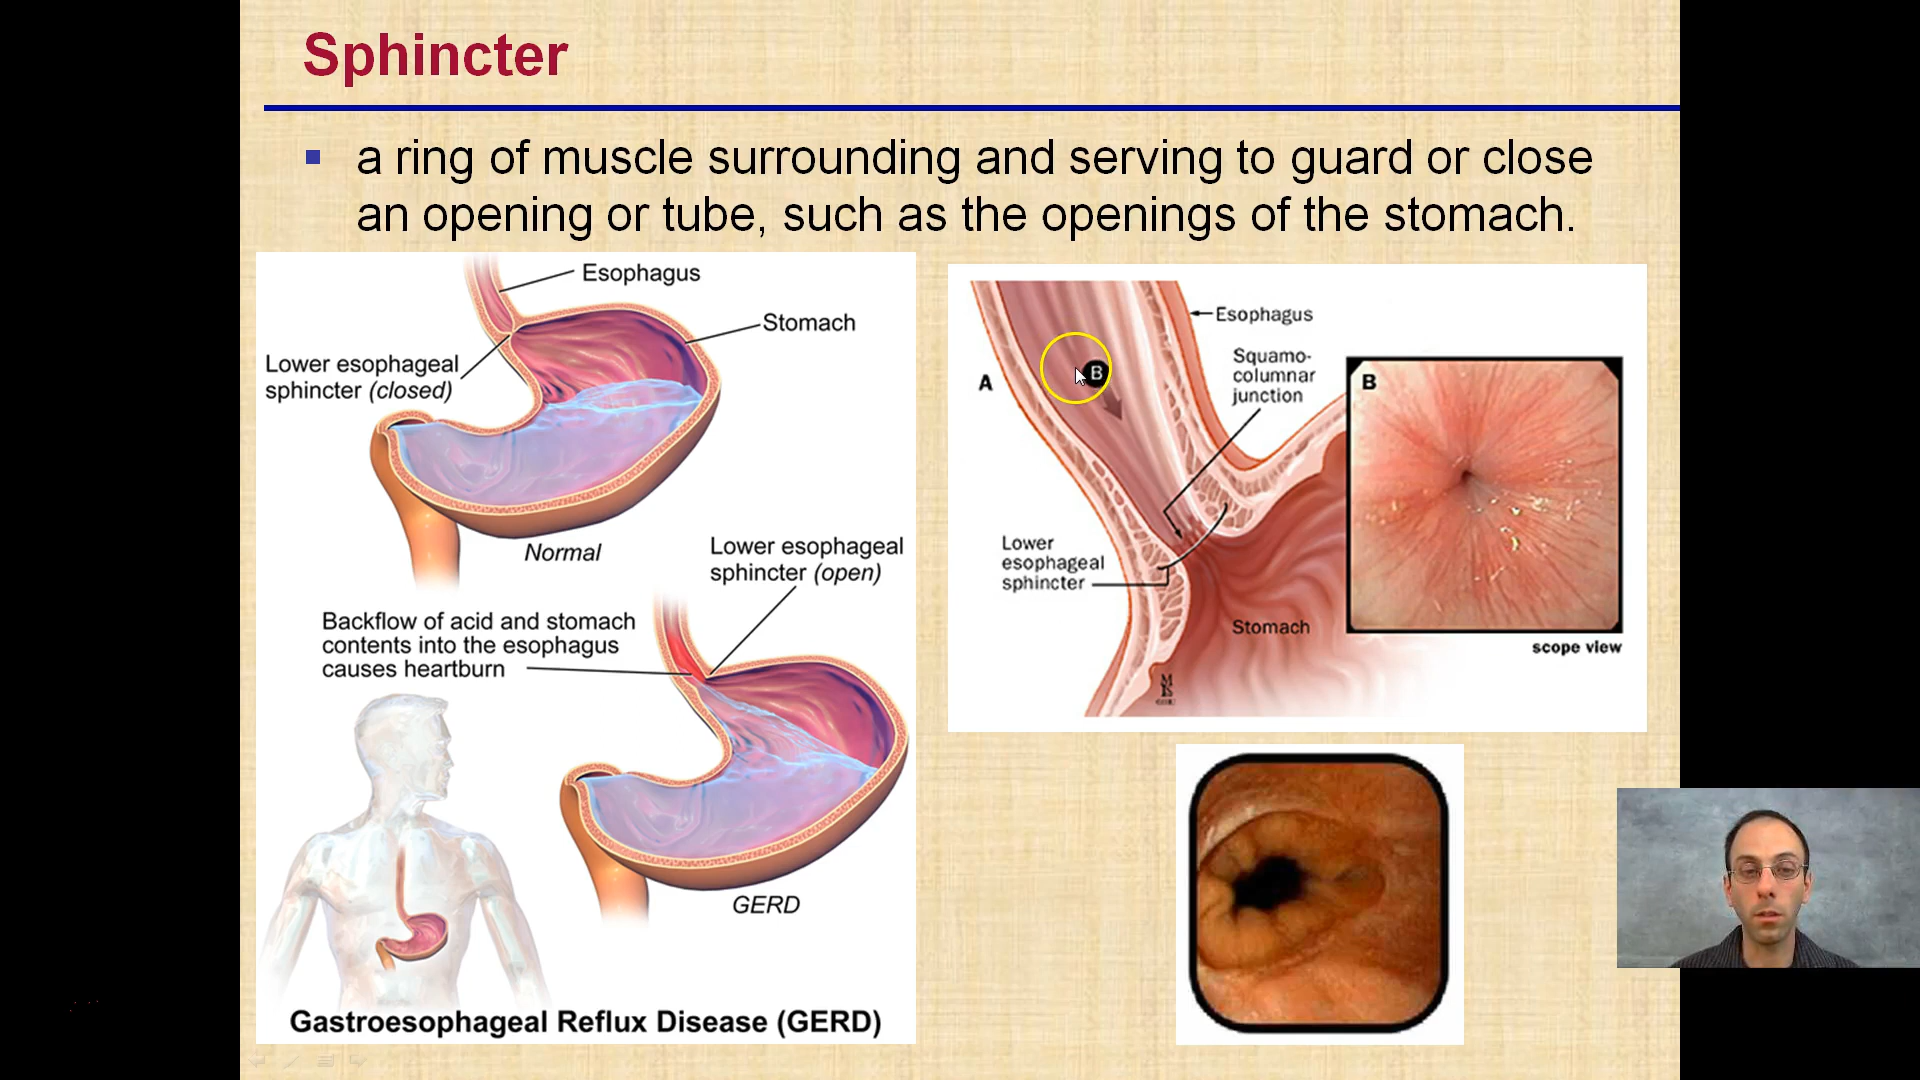 Sphincter
a ring of muscle surrounding and serving to guard or close
an opening or tube, such as the openings of the stomach.
Esophagus
Stomach
Lower esophageal
sphincter (closed)
Normal
Lower esophageal
sphincter (open)
Backflow of acid and stomach
contents into the esophagus
causes heartburn
GERD
Gastroesophageal Reflux Disease (GERD)
A
B
Esophagus
Squamo-
columnar
junction
Lower
esophageal
sphincter
Stomach
B
scope view